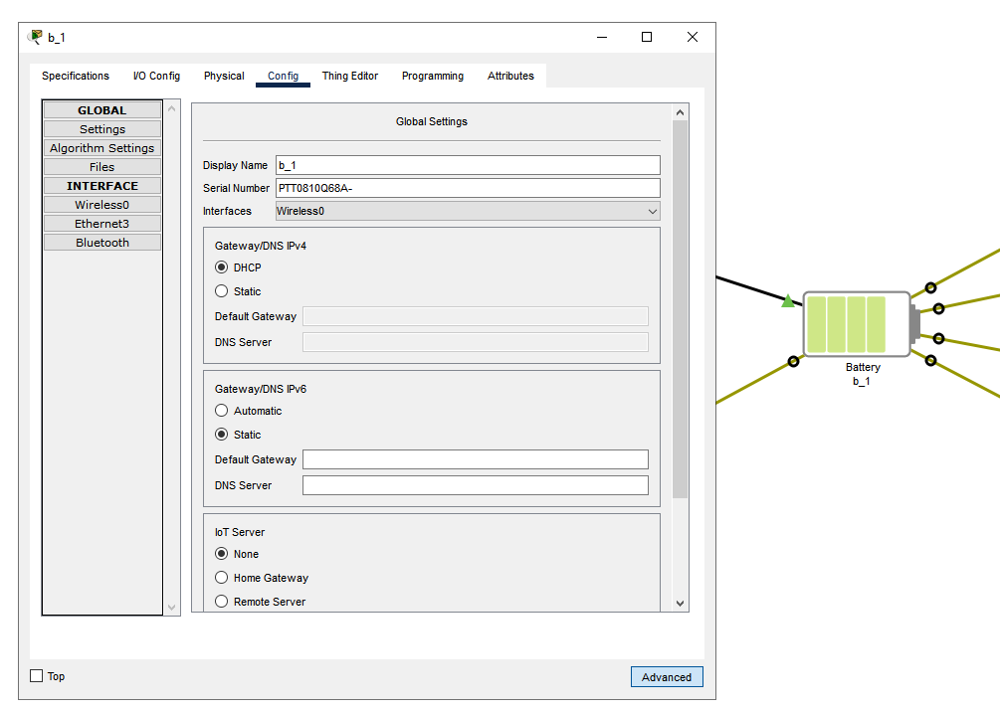 b_1
Specifications I/O Config Physical Config Thing Editor Programming Attributes
GLOBAL
Settings
Algorithm Settings
Files
INTERFACE
Wireless0
Ethernet3
Bluetooth
Global Settings
Display Name b_1
Serial Number PTT0810Q68A-
Interfaces Wireless0
Gateway/DNS IPv4
DHCP
Static
Default Gateway
DNS Server
Gateway/DNS IPv6
Automatic
Static
Default Gateway
DNS Server
IoT Server
None
Home Gateway
Remote Server
Top
Advanced
Battery
b_1